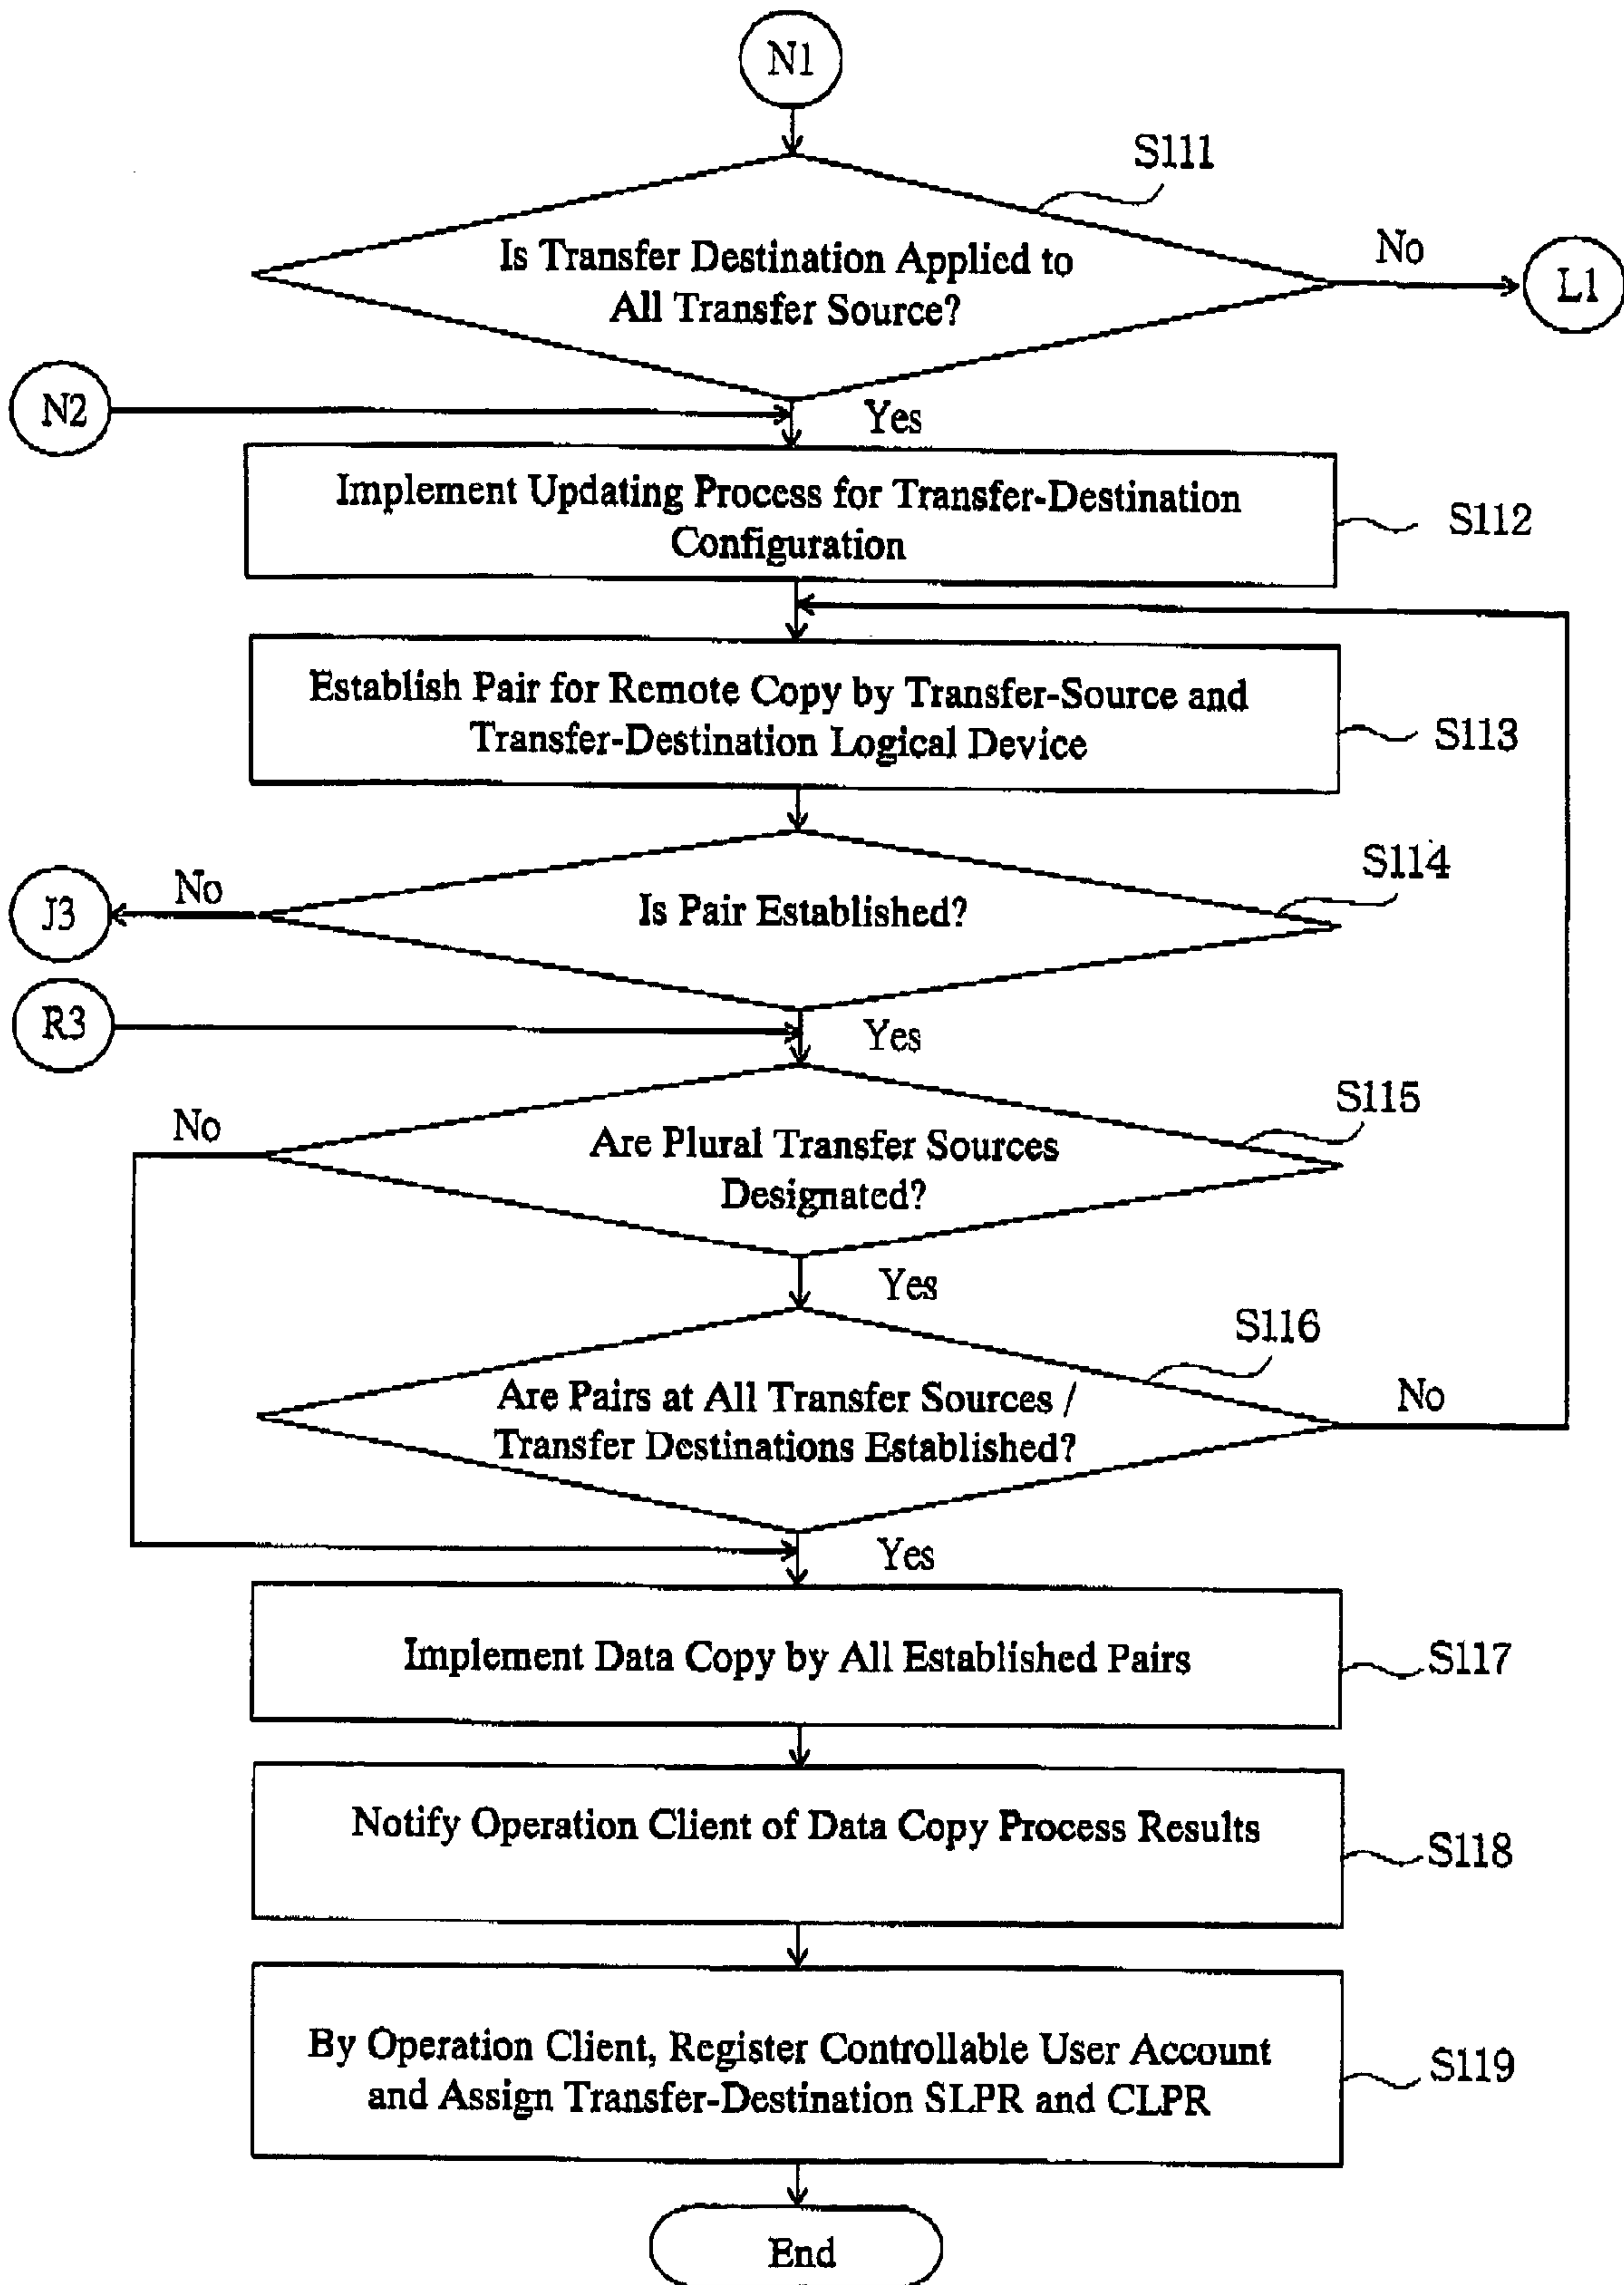 N1
S111
Is Transfer Destination Applied to
All Transfer Source?
No
L1
N2
Yes
Implement Updating Process for Transfer-Destination
Configuration
S112
Establish Pair for Remote Copy by Transfer-Source and
Transfer-Destination Logical Device
S113
S114
No
J3
Is Pair Established?
R3
Yes
S115
No
Are Plural Transfer Sources
Designated?
Yes
S116
Are Pairs at All Transfer Sources /
Transfer Destinations Established?
No
Yes
Implement Data Copy by All Established Pairs
S117
Notify Operation Client of Data Copy Process Results
S118
By Operation Client, Register Controllable User Account
and Assign Transfer-Destination SLPR and CLPR
S119
End